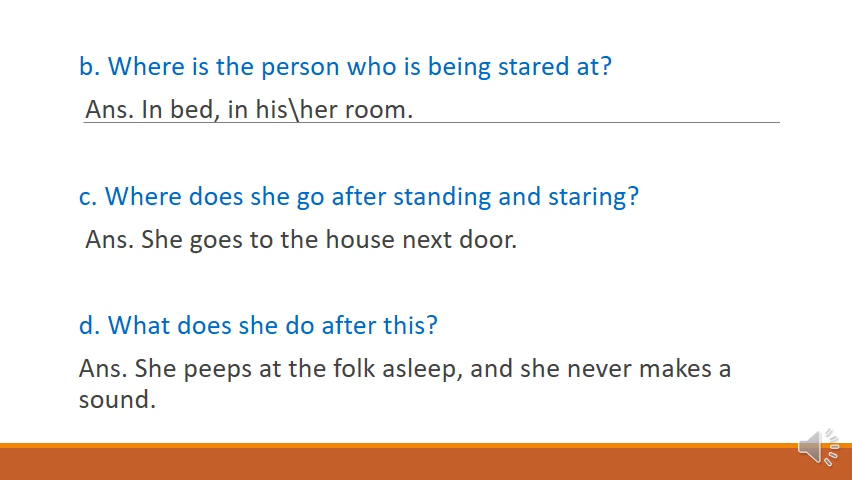 b. Where is the person who is being stared at?
Ans. In bed, in his\her room.
c. Where does she go after standing and staring?
Ans. She goes to the house next door.
d. What does she do after this?
Ans. She peeps at the folk asleep, and she never makes a
sound.